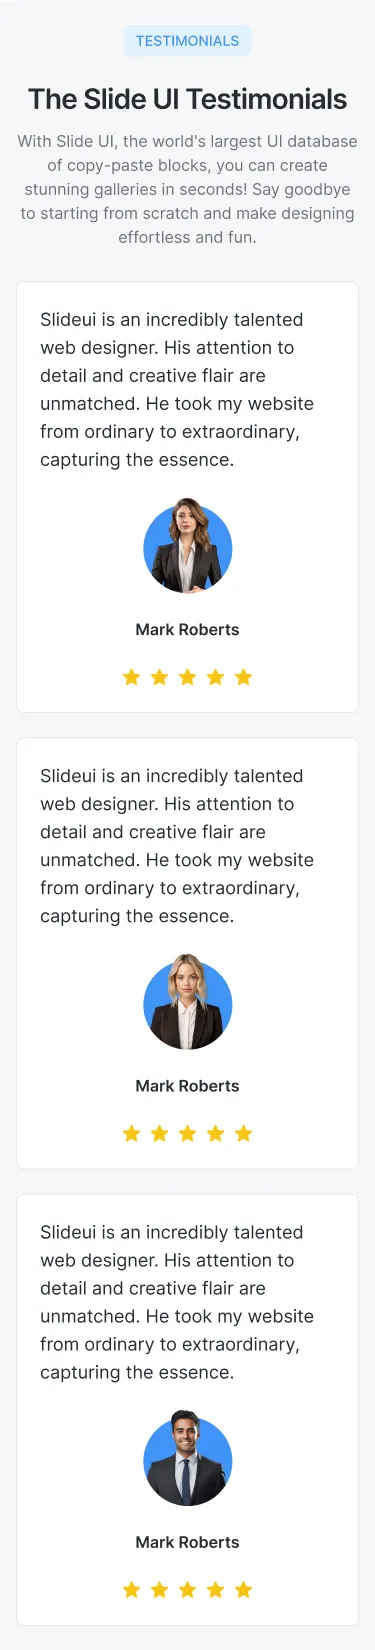 TESTIMONIALS
The Slide UI Testimonials
With Slide UI, the world's largest UI database
of copy-paste blocks, you can create
stunning galleries in seconds! Say goodbye
to starting from scratch and make designing
effortless and fun.
Slideui is an incredibly talented
web designer. His attention to
detail and creative flair are
unmatched. He took my website
from ordinary to extraordinary,
capturing the essence.
Mark Roberts
Slideui is an incredibly talented
web designer. His attention to
detail and creative flair are
unmatched. He took my website
from ordinary to extraordinary,
capturing the essence.
Mark Roberts
Slideui is an incredibly talented
web designer. His attention to
detail and creative flair are
unmatched. He took my website
from ordinary to extraordinary,
capturing the essence.
Mark Roberts